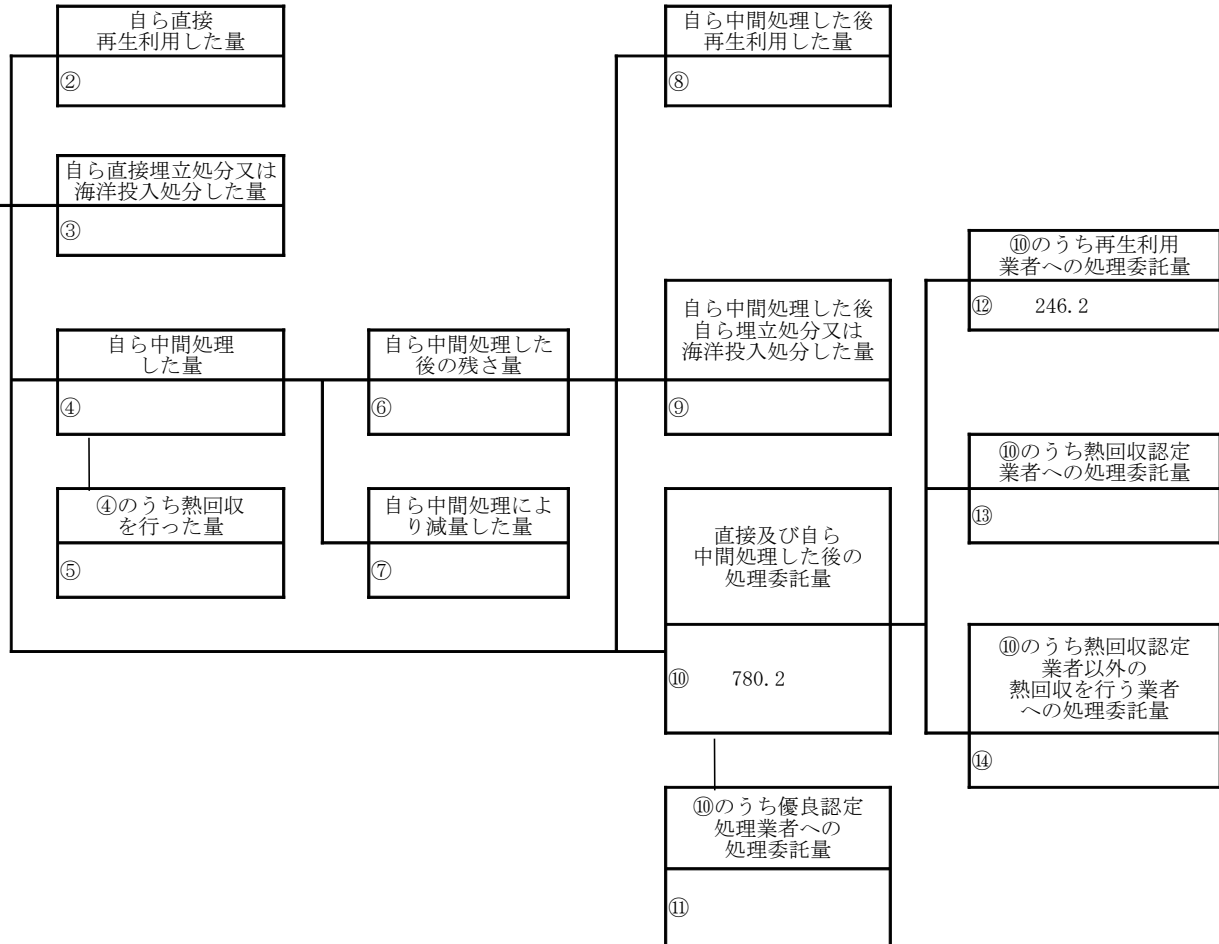 自ら直接
再生利用した量
②
自ら中間処理した後
再生利用した量
⑧
自ら直接埋立処分又は
海洋投入処分した量
③
⑩のうち再生利用
業者への処理委託量
⑫ 246.2
自ら中間処理した後
自ら埋立処分又は
海洋投入処分した量
⑨
自ら中間処理
した量
④
自ら中間処理した
後の残さ量
⑥
⑩のうち熱回収認定
業者への処理委託量
⑬
④のうち熱回収
を行った量
⑤
自ら中間処理によ
り減量した量
⑦
直接及び自ら
中間処理した後の
処理委託量
⑩ 780.2
⑩のうち熱回収認定
業者以外の
熱回収を行う業者
への処理委託量
⑭
⑩のうち優良認定
処理業者への
処理委託量
⑪